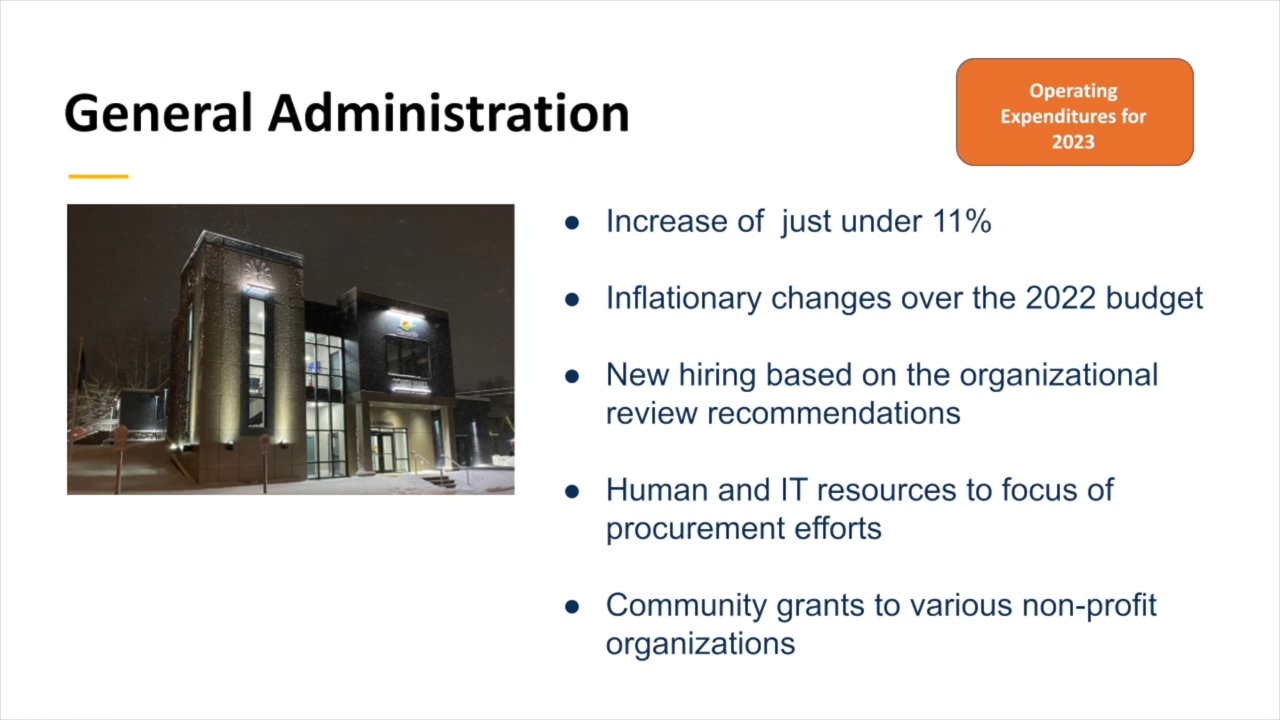 General Administration
Operating
Expenditures for
2023
● Increase of  just under 11%
● Inflationary changes over the 2022 budget
● New hiring based on the organizational
review recommendations
● Human and IT resources to focus of
procurement efforts
● Community grants to various non-profit
organizations